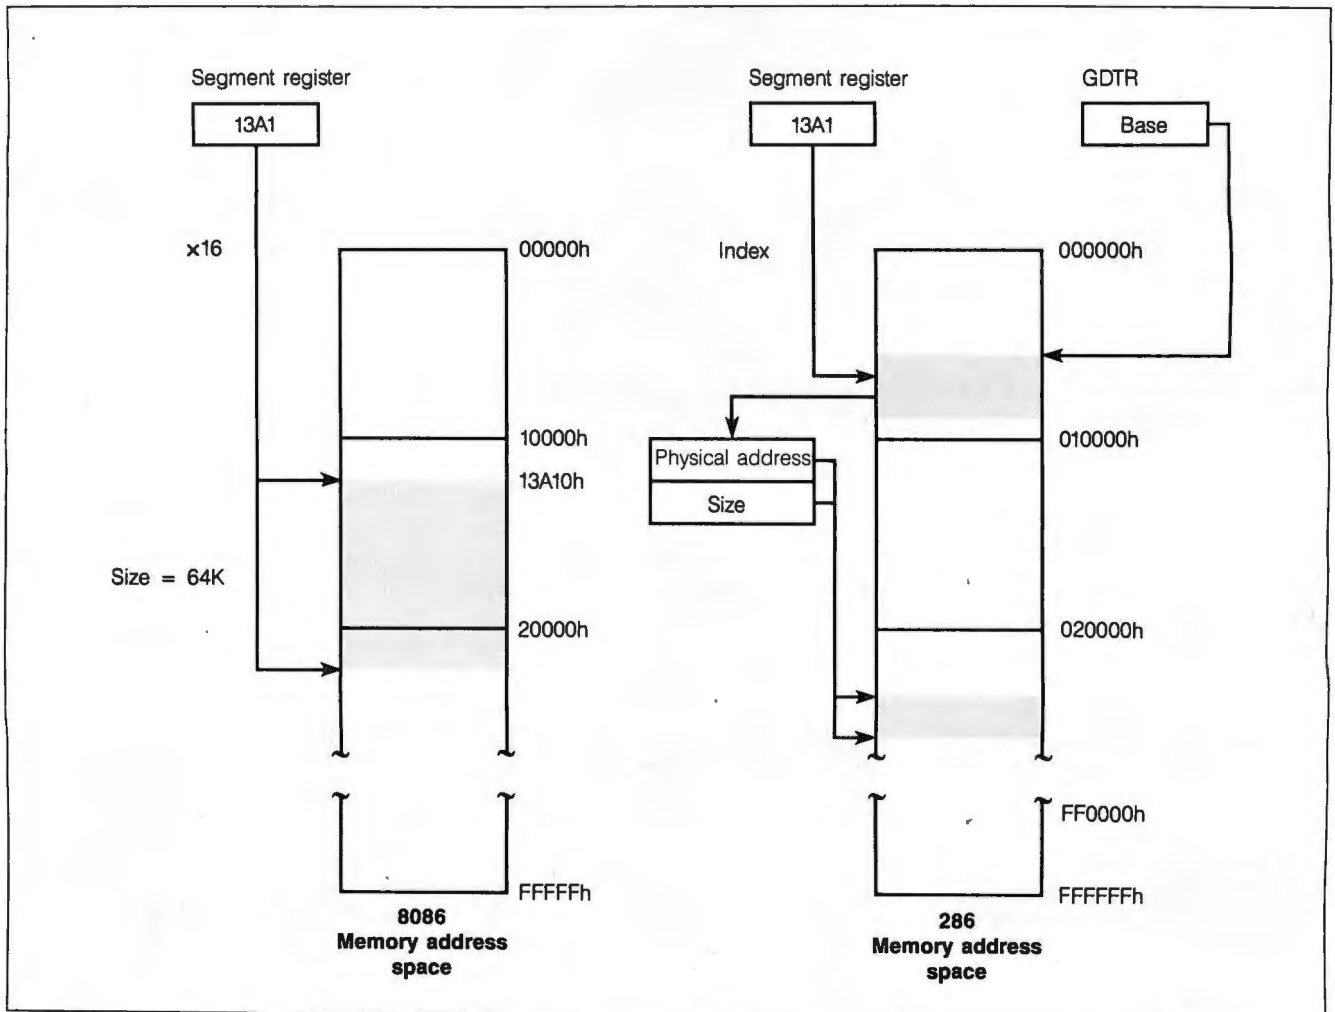 Segment register
13A1
×16
00000h
10000h
13A10h
Size = 64K
20000h
FFFFFh
8086
Memory address
space
Segment register
GDTR
13A1
Base
Index
000000h
010000h
Physical address
Size
020000h
FF0000h
FFFFFFh
286
Memory address
space